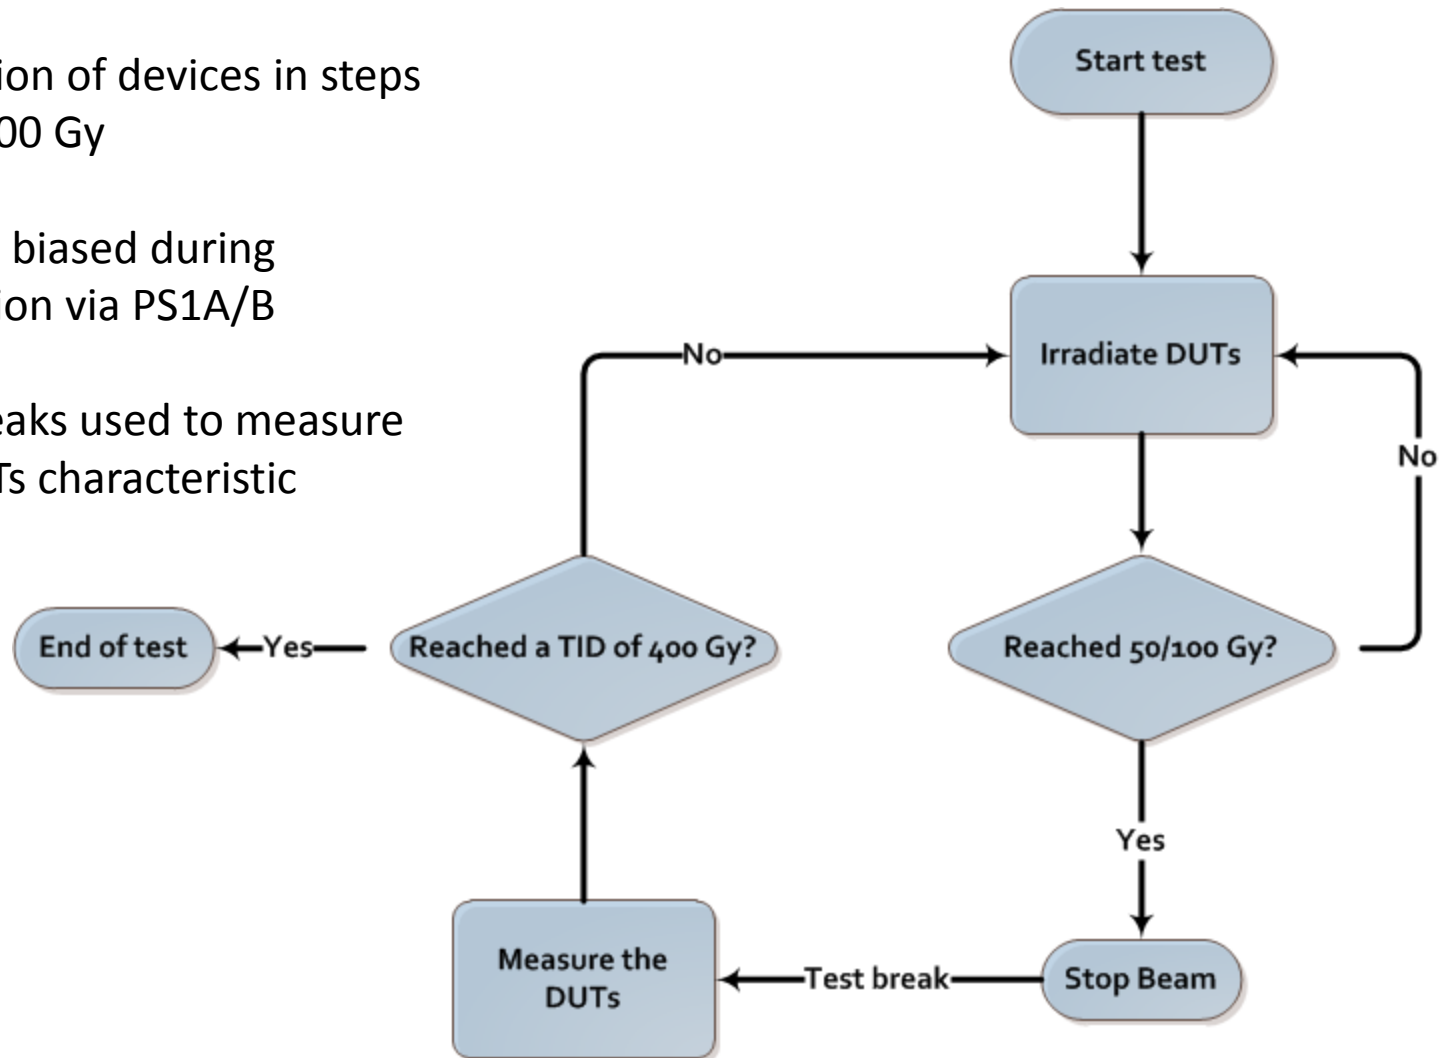 ion of devices in steps
00 Gy
biased during
ion via PS1A/B
eaks used to measure
Ts characteristic
Start test
Irradiate DUTs
No
No
Reached 50/100 Gy?
Reached a TID of 400 Gy?
Yes
End of test
Yes
Stop Beam
Test break
Measure the
DUTs